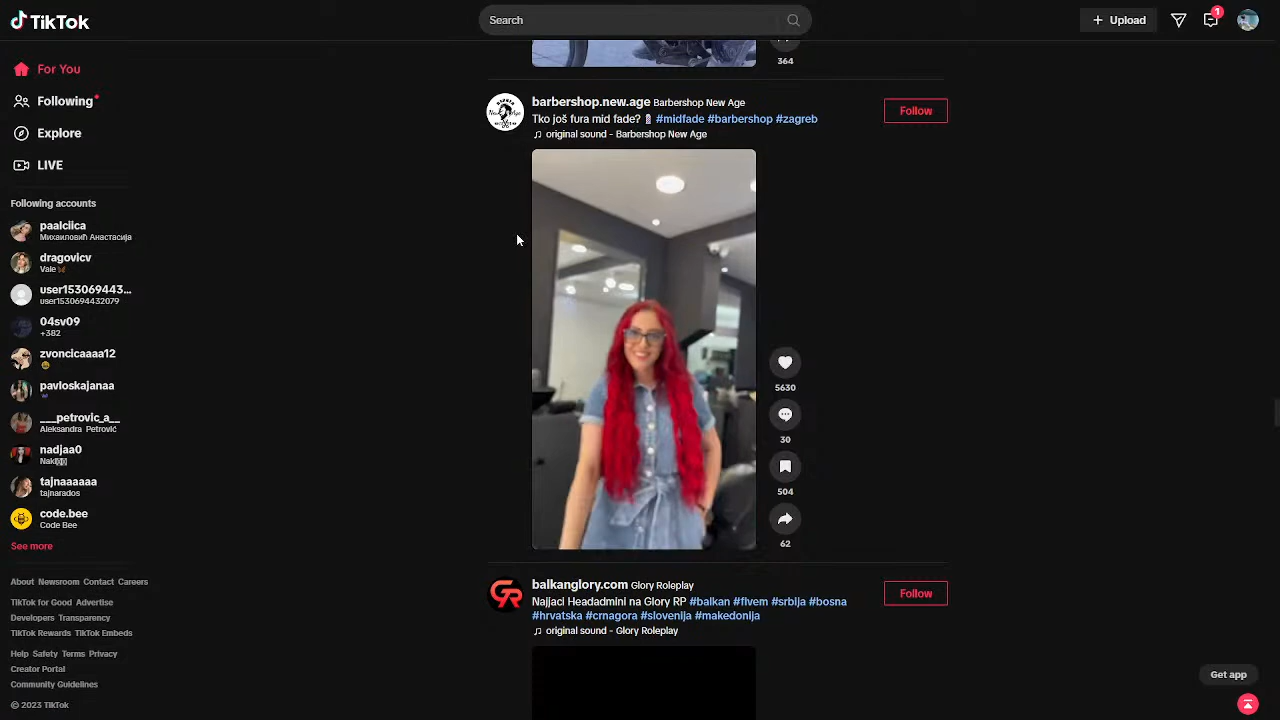 TikTok
Search
+ Upload
1
For You
Following
Explore
LIVE
Following accounts
paalclica
Михаиловић Анастасија
dragovicv
Vale
user153069443...
user1530694432079
04sv09
+382
zvoncicaaaa12
pavloskajanaa
___petrovic_a__
Aleksandra Petrović
nadjaa0
Naki
tajnaaaaaa
tajnarados
code.bee
Code Bee
See more
About Newsroom Contact Careers
TikTok for Good Advertise
Developers Transparency
TikTok Rewards TikTok Embeds
Help Safety Terms Privacy
Creator Portal
Community Guidelines
© 2023 TikTok
364
barbershop.new.age Barbershop New Age
Tko još fura mid fade? 💈 #midfade #barbershop #zagreb
♫ original sound - Barbershop New Age
Follow
5630
30
504
62
balkanglory.com Glory Roleplay
Najjaci Headadmini na Glory RP #balkan #fivem #srbija #bosna
#hrvatska #crnagora #slovenija #makedonija
♫ original sound - Glory Roleplay
Follow
Get app